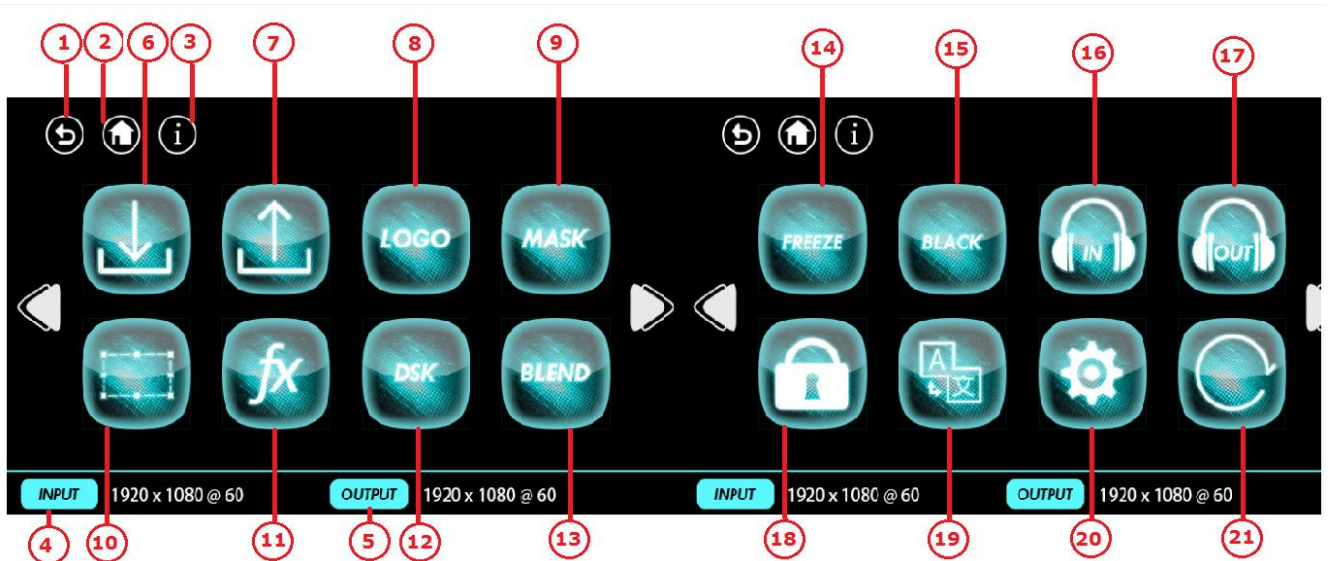 1 2 6 3 7 8 9 14 15 16 17
i i
LOGO MASK FREEZE BLACK IN OUT
fx DSK BLEND A 文
INPUT 1920 x 1080 @ 60 OUTPUT 1920 x 1080 @ 60 INPUT 1920 x 1080 @ 60 OUTPUT 1920 x 1080 @ 60
4 10 11 5 12 13 18 19 20 21